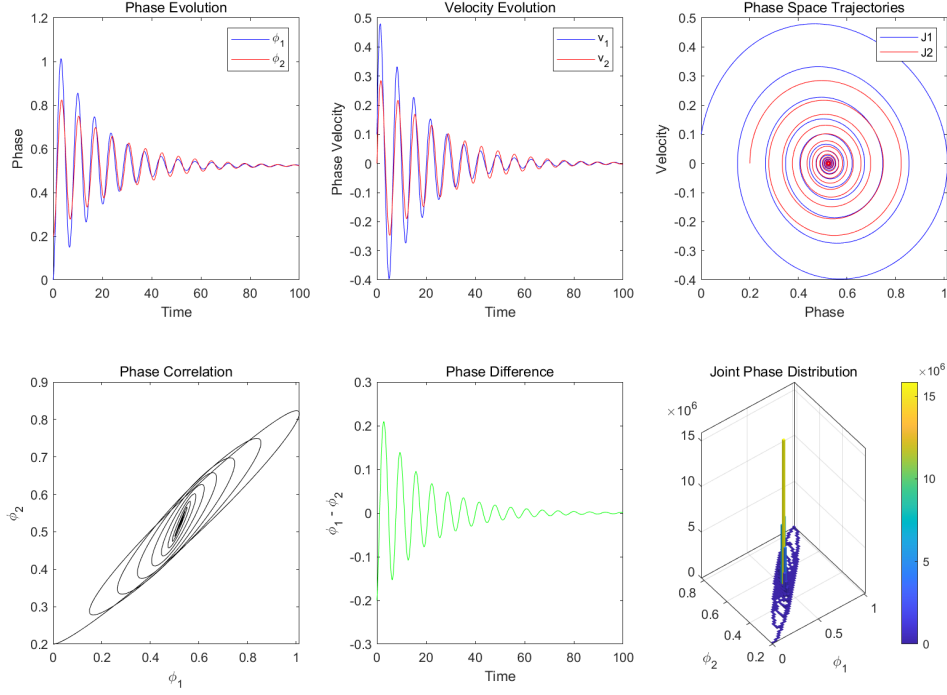 Phase Evolution
1.2
1
0.8
0.6
0.4
0.2
0
0 20 40 60 80 100
Phase
Time
ϕ1
ϕ2
Velocity Evolution
0.5
0.4
0.3
0.2
0.1
0
-0.1
-0.2
-0.3
-0.4
0 20 40 60 80 100
Phase Velocity
Time
v1
v2
Phase Space Trajectories
0.5
0.4
0.3
0.2
0.1
0
-0.1
-0.2
-0.3
-0.4
0 0.2 0.4 0.6 0.8 1
Velocity
Phase
J1
J2
Phase Correlation
0.9
0.8
0.7
0.6
0.5
0.4
0.3
0.2
0 0.2 0.4 0.6 0.8 1
ϕ2
ϕ1
Phase Difference
0.3
0.2
0.1
0
-0.1
-0.2
-0.3
0 20 40 60 80 100
ϕ1 - ϕ2
Time
Joint Phase Distribution
×10^6
15
10
5
0
0.8
0.6
0.4
0.2
ϕ2
0
0.5
1
ϕ1
×10^6
15
10
5
0